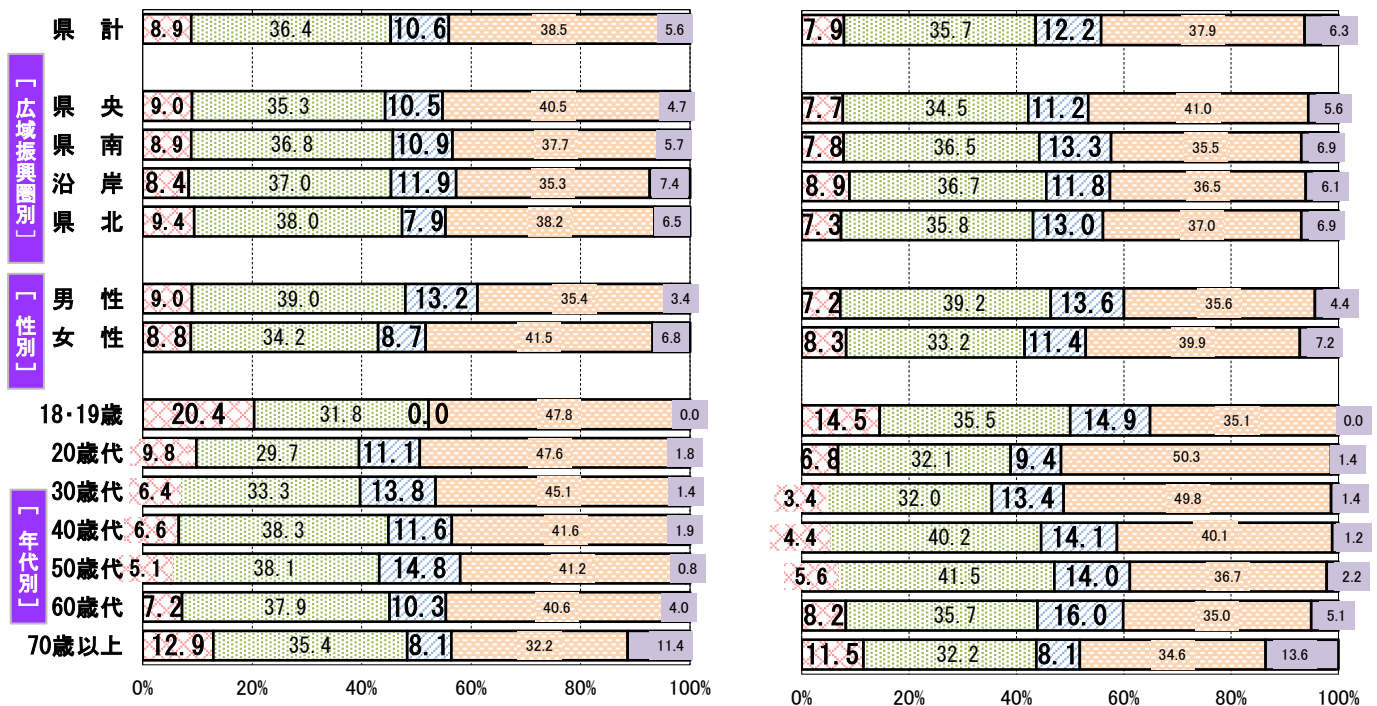 県 計 8.9 36.4 10.6 38.5 5.6 7.9 35.7 12.2 37.9 6.3
[広域振興圏別]
県 央 9.0 35.3 10.5 40.5 4.7 7.7 34.5 11.2 41.0 5.6
県 南 8.9 36.8 10.9 37.7 5.7 7.8 36.5 13.3 35.5 6.9
沿 岸 8.4 37.0 11.9 35.3 7.4 8.9 36.7 11.8 36.5 6.1
県 北 9.4 38.0 7.9 38.2 6.5 7.3 35.8 13.0 37.0 6.9
[性別]
男 性 9.0 39.0 13.2 35.4 3.4 7.2 39.2 13.6 35.6 4.4
女 性 8.8 34.2 8.7 41.5 6.8 8.3 33.2 11.4 39.9 7.2
18・19歳 20.4 31.8 0.0 47.8 0.0 14.5 35.5 14.9 35.1 0.0
20歳代 9.8 29.7 11.1 47.6 1.8 6.8 32.1 9.4 50.3 1.4
[年代別]
30歳代 6.4 33.3 13.8 45.1 1.4 3.4 32.0 13.4 49.8 1.4
40歳代 6.6 38.3 11.6 41.6 1.9 4.4 40.2 14.1 40.1 1.2
50歳代 5.1 38.1 14.8 41.2 0.8 5.6 41.5 14.0 36.7 2.2
60歳代 7.2 37.9 10.3 40.6 4.0 8.2 35.7 16.0 35.0 5.1
70歳以上 12.9 35.4 8.1 32.2 11.4 11.5 32.2 8.1 34.6 13.6
0% 20% 40% 60% 80% 100% 0% 20% 40% 60% 80% 100%